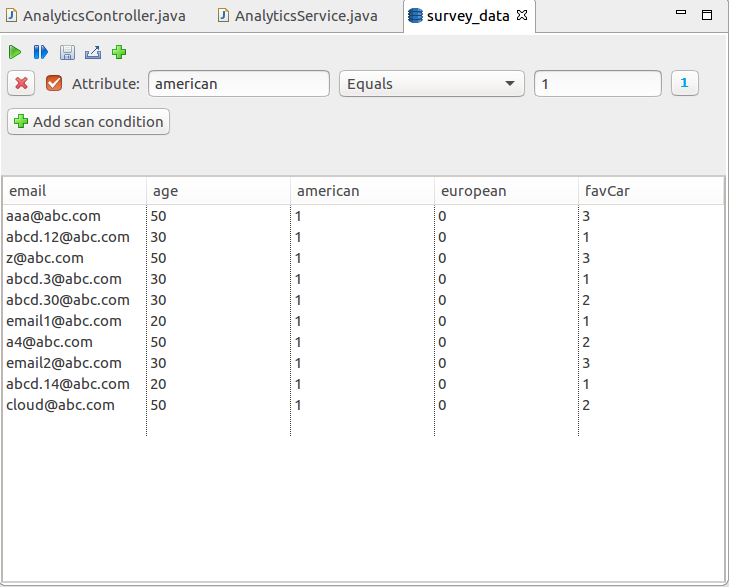 AnalyticsController.java AnalyticsService.java survey_data
Attribute: american Equals 1 1
Add scan condition
email age american european favCar
aaa@abc.com 50 1 0 3
abcd.12@abc.com 30 1 0 1
z@abc.com 50 1 0 3
abcd.3@abc.com 30 1 0 1
abcd.30@abc.com 30 1 0 2
email1@abc.com 20 1 0 1
a4@abc.com 50 1 0 2
email2@abc.com 30 1 0 3
abcd.14@abc.com 20 1 0 1
cloud@abc.com 50 1 0 2